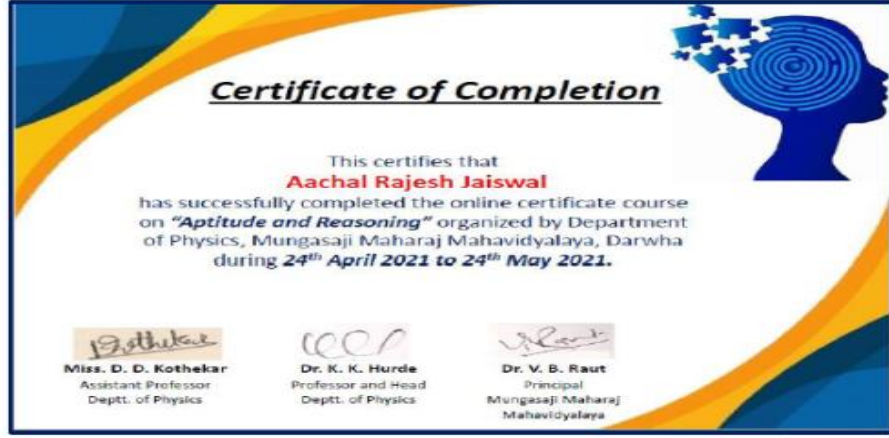 Certificate of Completion
This certifies that
Aachal Rajesh Jaiswal
has successfully completed the online certificate course
on "Aptitude and Reasoning" organized by Department
of Physics, Mungasaji Maharaj Mahavidyalaya, Darwha
during 24th April 2021 to 24th May 2021.
Miss. D. D. Kothekar
Assistant Professor
Deptt. of Physics
Dr. K. K. Hurde
Professor and Head
Deptt. of Physics
Dr. V. B. Raut
Principal
Mungasaji Maharaj
Mahavidyalaya